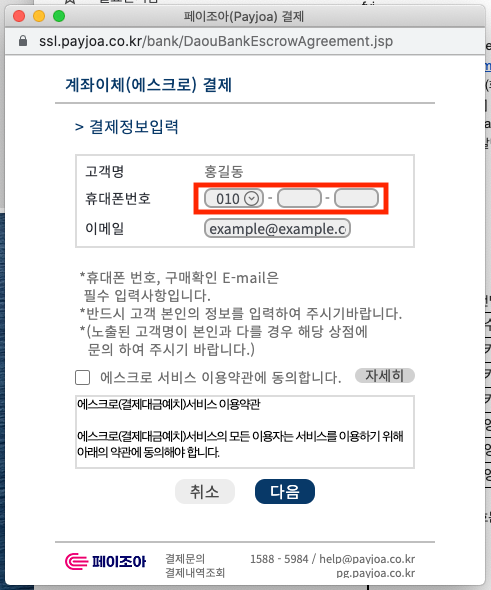 페이조아(Payjoa) 결제
ssl.payjoa.co.kr/bank/DaouBankEscrowAgreement.jsp
계좌이체(에스크로) 결제
> 결제정보입력
고객명 홍길동
휴대폰번호 010 - -
이메일 example@example.c
*휴대폰 번호, 구매확인 E-mail은
필수 입력사항입니다.
*반드시 고객 본인의 정보를 입력하여 주시기바랍니다.
*(노출된 고객명이 본인과 다를 경우 해당 상점에
문의 하여 주시기 바랍니다.)
에스크로 서비스 이용약관에 동의합니다. 자세히
에스크로(결제대금예치)서비스 이용약관
에스크로(결제대금예치)서비스의 모든 이용자는 서비스를 이용하기 위해
아래의 약관에 동의해야 합니다.
취소 다음
페이조아 결제문의 1588 - 5984 / help@payjoa.co.kr
결제내역조회 pg.payjoa.co.kr